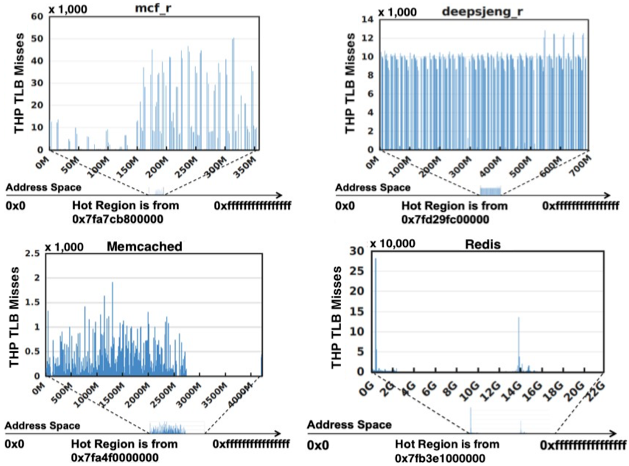 mcf_r
x 1,000
THP TLB Misses
60
50
40
30
20
10
0
0M 50M 100M 150M 200M 250M 300M 350M
Address Space
0x0 Hot Region is from 0xffffffffffffffff
0x7fa7cb800000
deepsjeng_r
x 1,000
THP TLB Misses
14
12
10
8
6
4
2
0
0M 100M 200M 300M 400M 500M 600M 700M
Address Space
0x0 Hot Region is from 0xffffffffffffffff
0x7fd29fc00000
Memcached
x 1,000
THP TLB Misses
2.5
2
1.5
1
0.5
0
0M 500M 1000M 1500M 2000M 2500M 3000M 3500M 4000M
Address Space
0x0 Hot Region is from 0xffffffffffffffff
0x7fa4f0000000
Redis
x 10,000
THP TLB Misses
30
25
20
15
10
5
0
0G 2G 4G 6G 8G 10G 12G 14G 16G 18G 20G 22G
Address Space
0x0 Hot Region is from 0xffffffffffffffff
0x7fb3e1000000